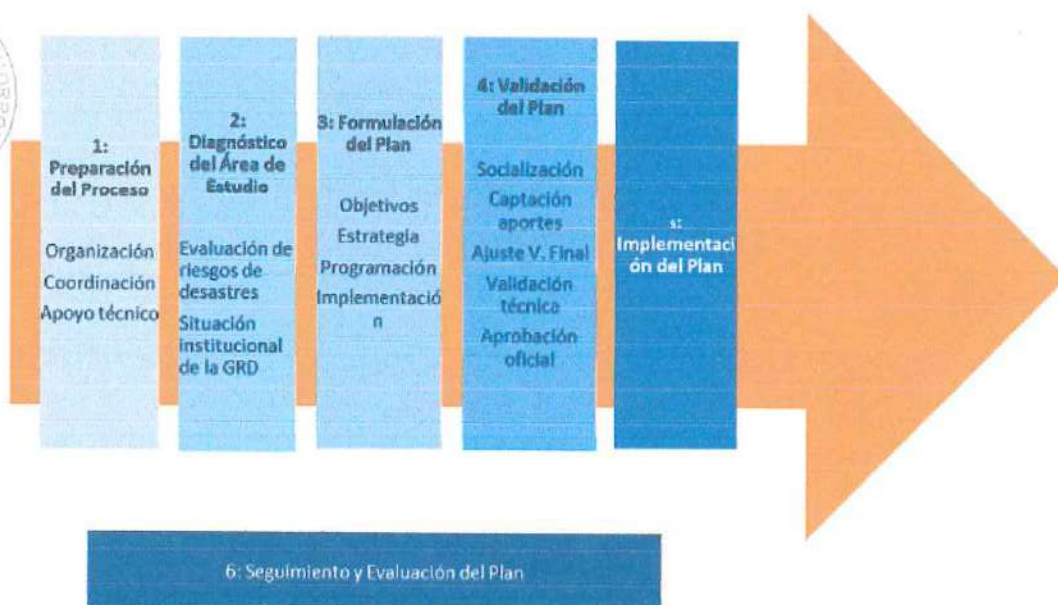 1:
Preparación
del Proceso
Organización
Coordinación
Apoyo técnico
2:
Diagnóstico
del Área de
Estudio
Evaluación de
riesgos de
desastres
Situación
institucional
de la GRD
3: Formulación
del Plan
Objetivos
Estrategia
Programación
Implementació
n
4: Validación
del Plan
Socialización
Captación
aportes
Ajuste V. Final
Validación
técnica
Aprobación
oficial
s:
Implementaci
ón del Plan
6: Seguimiento y Evaluación del Plan